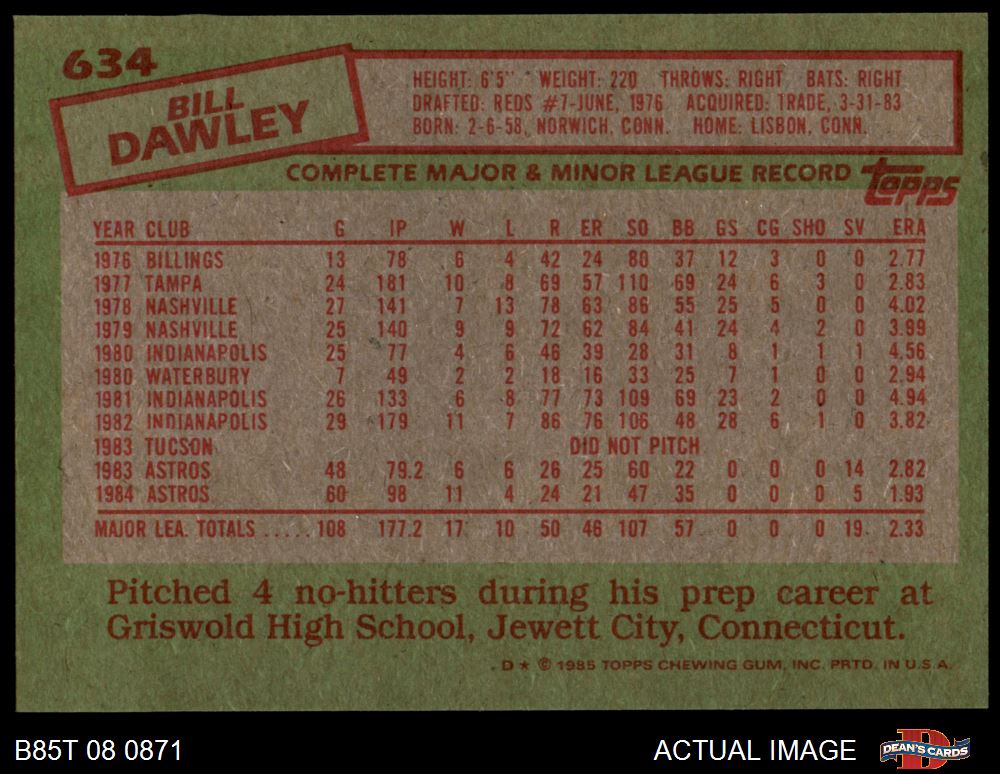 634
BILL
DAWLEY
HEIGHT: 6'5" WEIGHT: 220 THROWS: RIGHT BATS: RIGHT
DRAFTED: REDS #7-JUNE, 1976 ACQUIRED: TRADE, 3-31-83
BORN: 2-6-58, NORWICH, CONN. HOME: LISBON, CONN.
COMPLETE MAJOR & MINOR LEAGUE RECORD topps
YEAR CLUB G IP W L R ER SO BB GS CG SHO SV ERA
1976 BILLINGS 13 78 6 4 42 24 80 37 12 3 0 0 2.77
1977 TAMPA 24 181 10 8 69 57 110 69 24 6 3 0 2.83
1978 NASHVILLE 27 141 7 13 78 63 86 55 25 5 0 0 4.02
1979 NASHVILLE 25 140 9 9 72 62 84 41 24 4 2 0 3.99
1980 INDIANAPOLIS 25 77 4 6 46 39 28 31 8 1 1 1 4.56
1980 WATERBURY 7 49 2 2 18 16 33 25 7 1 0 0 2.94
1981 INDIANAPOLIS 26 133 6 8 77 73 109 69 23 2 0 0 4.94
1982 INDIANAPOLIS 29 179 11 7 86 76 106 48 28 6 1 0 3.82
1983 TUCSON DID NOT PITCH
1983 ASTROS 48 79.2 6 6 26 25 60 22 0 0 0 14 2.82
1984 ASTROS 60 98 11 4 24 21 47 35 0 0 0 5 1.93
MAJOR LEA. TOTALS ..... 108 177.2 17 10 50 46 107 57 0 0 0 19 2.33
Pitched 4 no-hitters during his prep career at
Griswold High School, Jewett City, Connecticut.
D★ © 1985 TOPPS CHEWING GUM, INC. PRTD. IN U.S.A.
B85T 08 0871 ACTUAL IMAGE DEAN'S CARDS